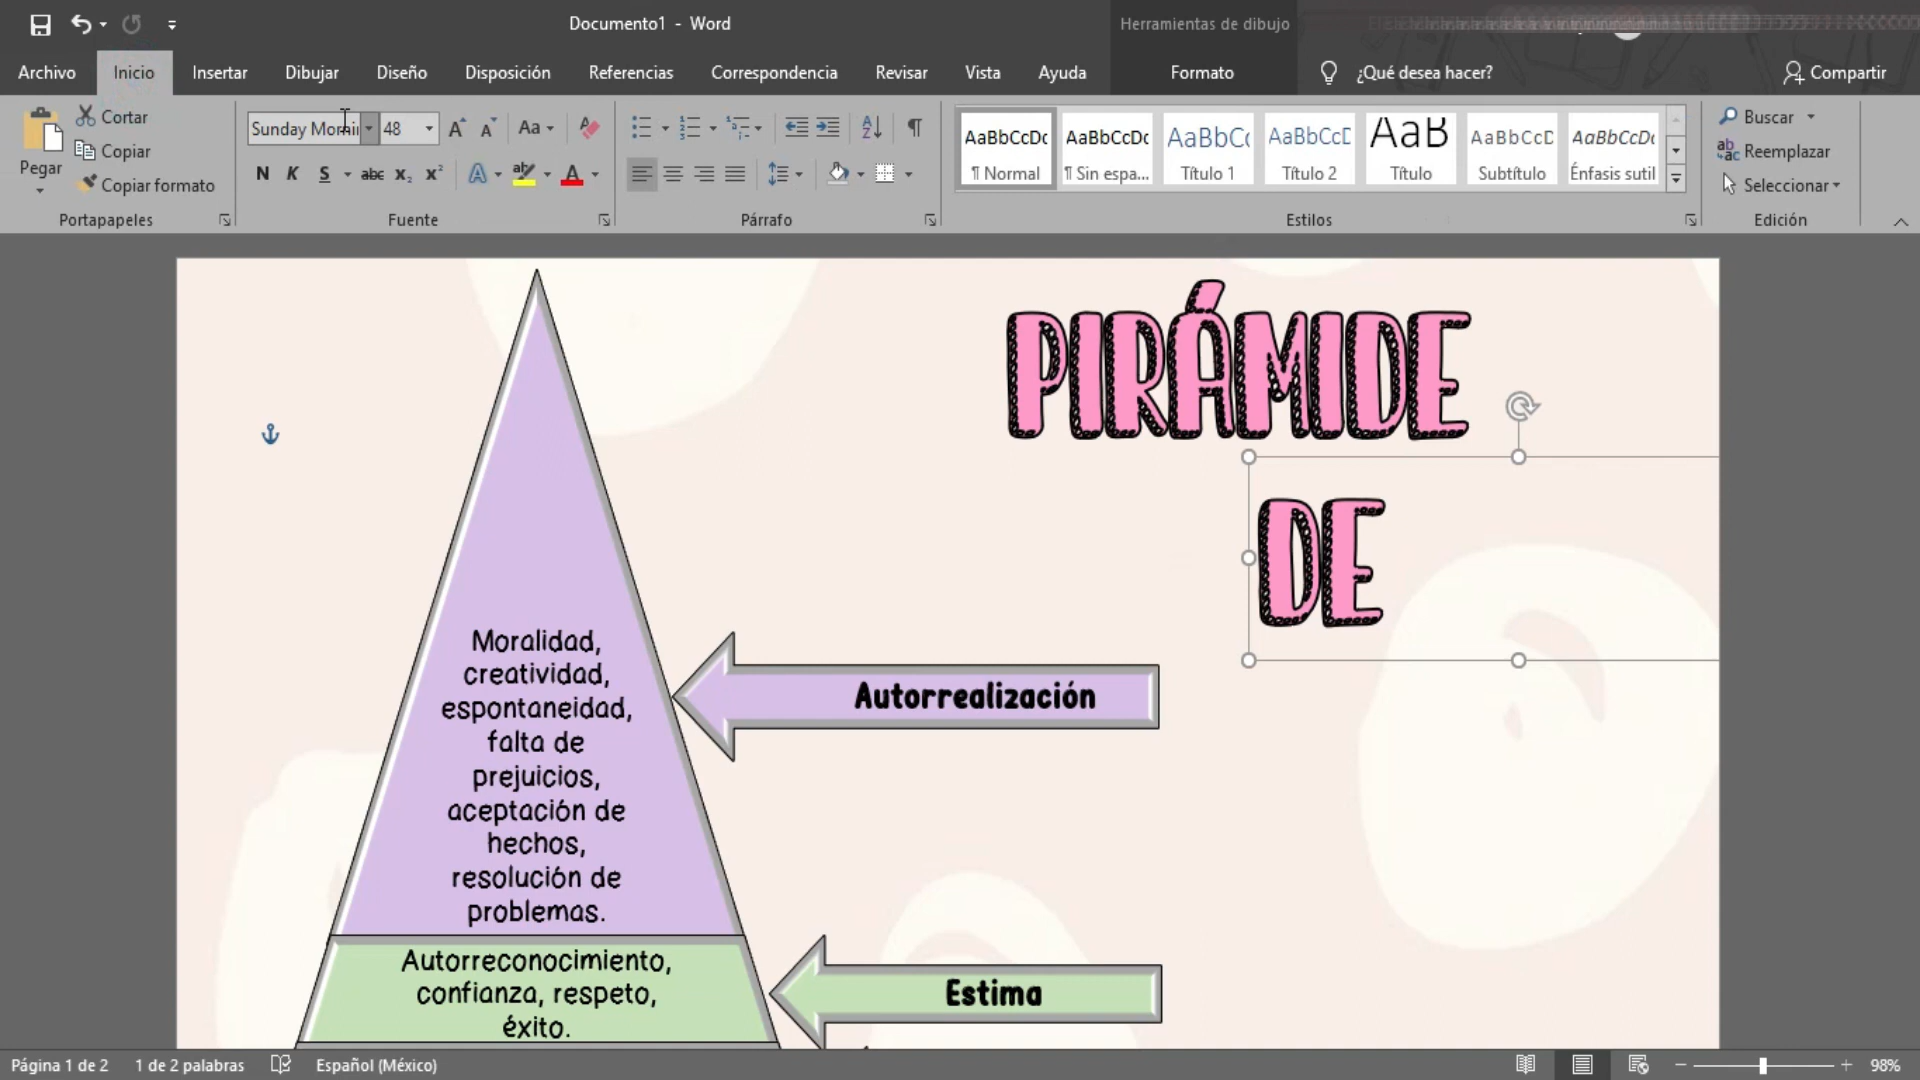 Documento1 - Word
Herramientas de dibujo
Archivo
Inicio
Insertar
Dibujar
Diseño
Disposición
Referencias
Correspondencia
Revisar
Vista
Ayuda
Formato
¿Qué desea hacer?
Compartir
Pegar
Cortar
Copiar
Copiar formato
Portapapeles
Sunday Mornin
48
Aa
N K S abc x₂ x²
Fuente
Párrafo
AaBbCcDc
¶ Normal
AaBbCcDc
¶ Sin espa...
AaBbC(
Título 1
AaBbCcD
Título 2
AaB
Título
AaBbCcD
Subtítulo
AaBbCcDc
Énfasis sutil
Estilos
Buscar
Reemplazar
Seleccionar
Edición
PIRÁMIDE
DE
Moralidad,
creatividad,
espontaneidad,
falta de
prejuicios,
aceptación de
hechos,
resolución de
problemas.
Autorrealización
Autorreconocimiento,
confianza, respeto,
éxito.
Estima
Página 1 de 2
1 de 2 palabras
Español (México)
98%